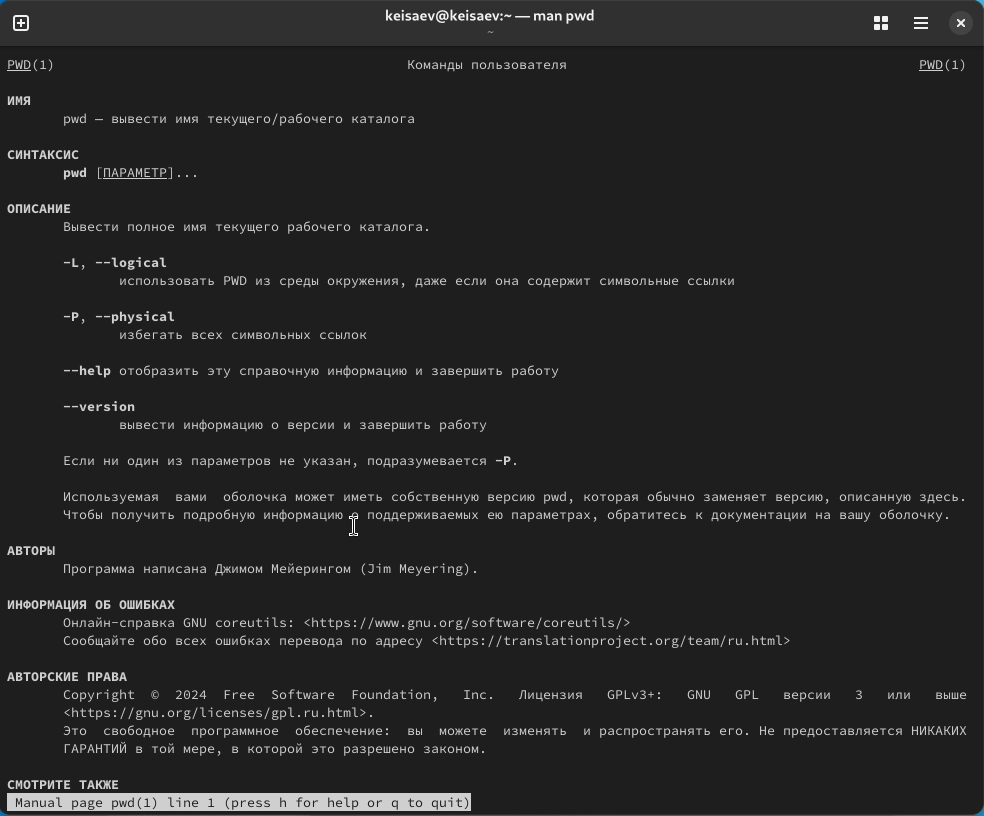 keisaev@keisaev:~ — man pwd
~
PWD(1) Команды пользователя PWD(1)
ИМЯ
pwd — вывести имя текущего/рабочего каталога
СИНТАКСИС
pwd [ПАРАМЕТР]...
ОПИСАНИЕ
Вывести полное имя текущего рабочего каталога.
-L, --logical
использовать PWD из среды окружения, даже если она содержит символьные ссылки
-P, --physical
избегать всех символьных ссылок
--help отобразить эту справочную информацию и завершить работу
--version
вывести информацию о версии и завершить работу
Если ни один из параметров не указан, подразумевается -P.
Используемая вами оболочка может иметь собственную версию pwd, которая обычно заменяет версию, описанную здесь.
Чтобы получить подробную информацию о поддерживаемых ею параметрах, обратитесь к документации на вашу оболочку.
АВТОРЫ
Программа написана Джимом Мейерингом (Jim Meyering).
ИНФОРМАЦИЯ ОБ ОШИБКАХ
Онлайн-справка GNU coreutils: <https://www.gnu.org/software/coreutils/>
Сообщайте обо всех ошибках перевода по адресу <https://translationproject.org/team/ru.html>
АВТОРСКИЕ ПРАВА
Copyright © 2024 Free Software Foundation, Inc. Лицензия GPLv3+: GNU GPL версии 3 или выше
<https://gnu.org/licenses/gpl.ru.html>.
Это свободное программное обеспечение: вы можете изменять и распространять его. Не предоставляется НИКАКИХ
ГАРАНТИЙ в той мере, в которой это разрешено законом.
СМОТРИТЕ ТАКЖЕ
Manual page pwd(1) line 1 (press h for help or q to quit)